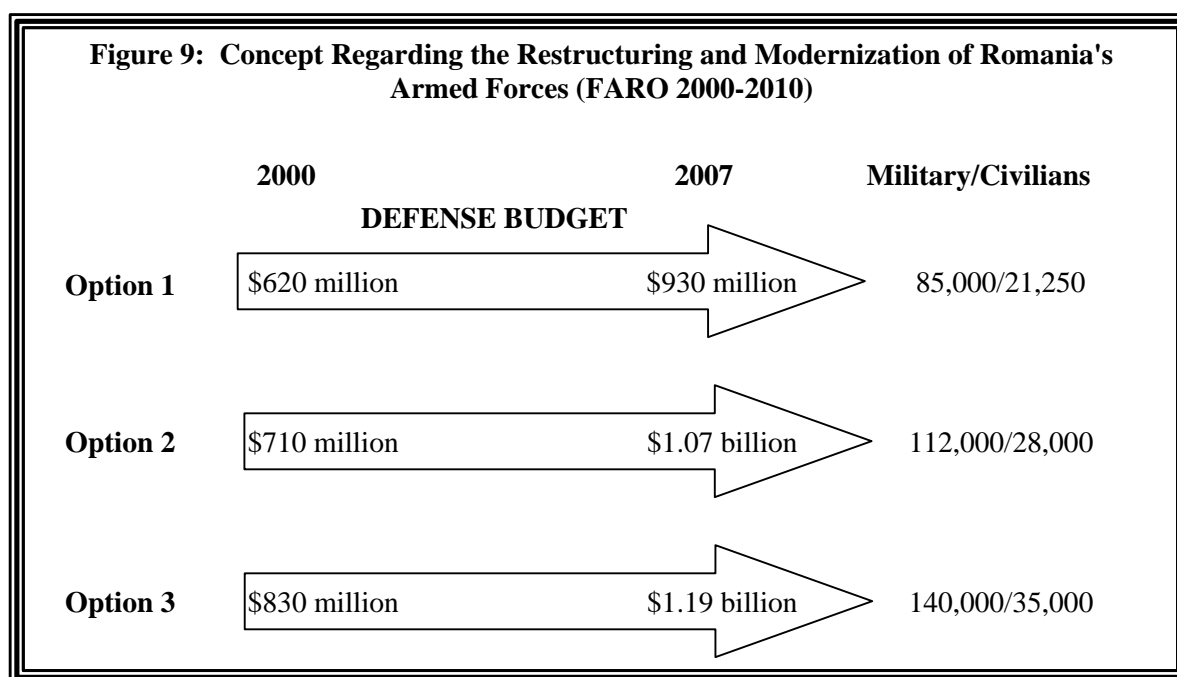 Figure 9:  Concept Regarding the Restructuring and Modernization of Romania's
Armed Forces (FARO 2000-2010)
2000 2007 Military/Civilians
DEFENSE BUDGET
Option 1 $620 million $930 million 85,000/21,250
Option 2 $710 million $1.07 billion 112,000/28,000
Option 3 $830 million $1.19 billion 140,000/35,000